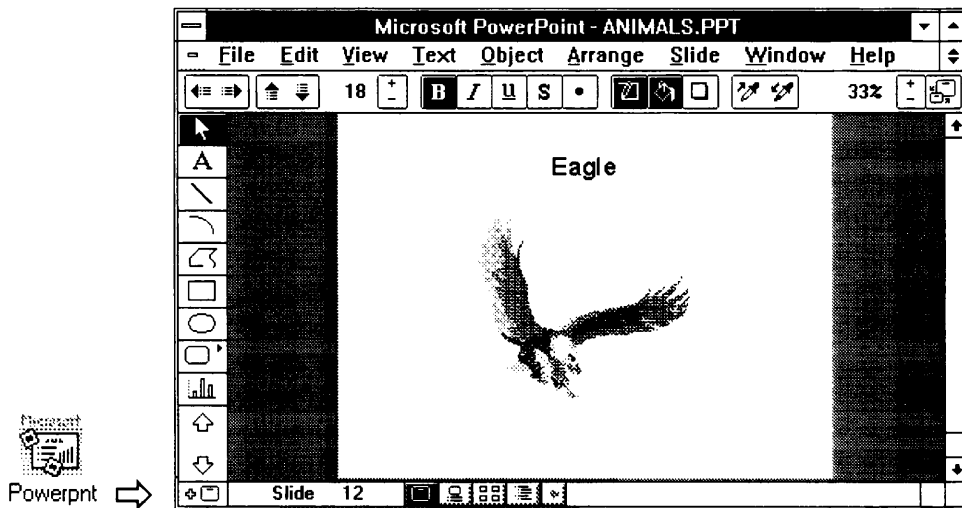 Microsoft PowerPoint - ANIMALS.PPT
File Edit View Text Object Arrange Slide Window Help
18 + - B I U S • 33% + -
A
Eagle
Microsoft
Powerpnt
Slide 12